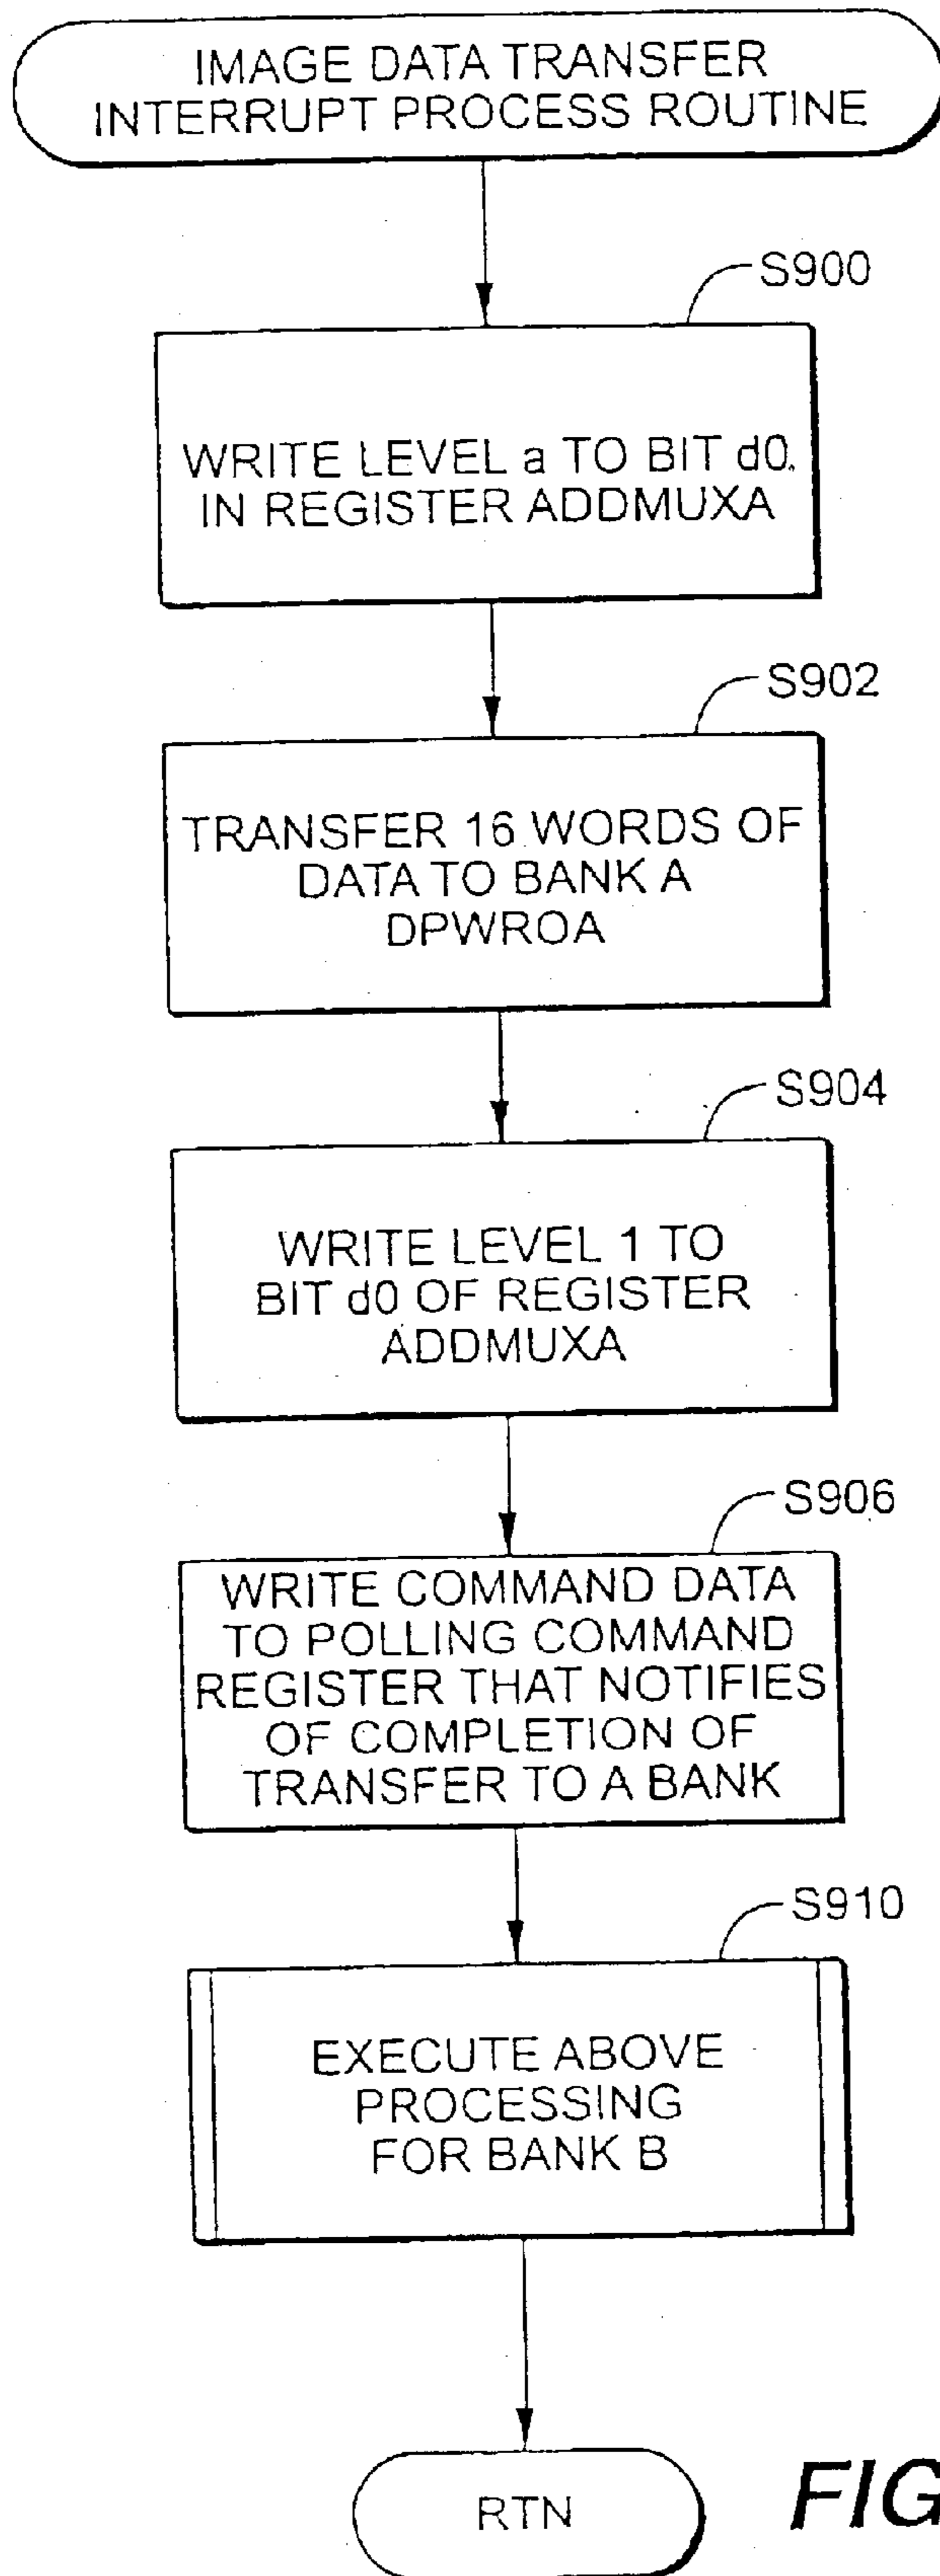 IMAGE DATA TRANSFER
INTERRUPT PROCESS ROUTINE
S900
WRITE LEVEL a TO BIT d0,
IN REGISTER ADDMUXA
S902
TRANSFER 16 WORDS OF
DATA TO BANK A
DPWROA
S904
WRITE LEVEL 1 TO
BIT d0 OF REGISTER
ADDMUXA
S906
WRITE COMMAND DATA
TO POLLING COMMAND
REGISTER THAT NOTIFIES
OF COMPLETION OF
TRANSFER TO A BANK
S910
EXECUTE ABOVE
PROCESSING
FOR BANK B
RTN
FIG